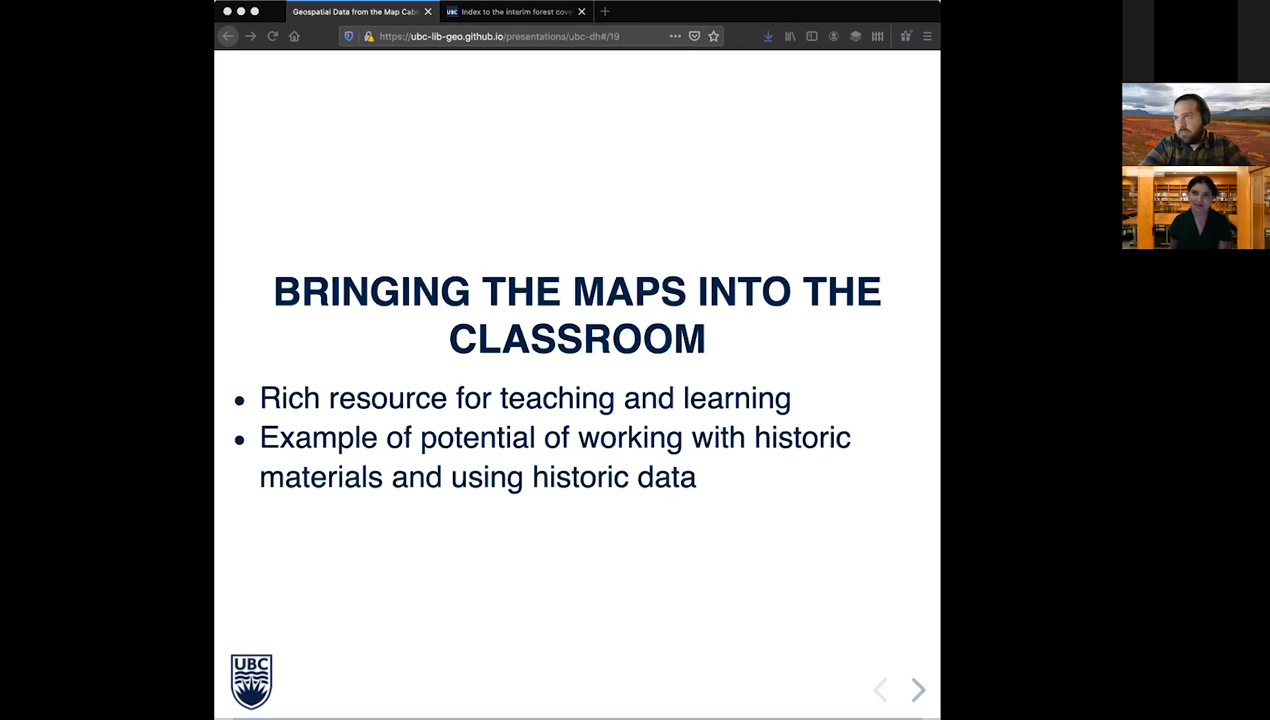 Geospatial Data from the Map Cabi
UBC Index to the interim forest cove
https://ubc-lib-geo.github.io/presentations/ubc-dh#/19
BRINGING THE MAPS INTO THE
CLASSROOM
• Rich resource for teaching and learning
• Example of potential of working with historic
materials and using historic data
UBC